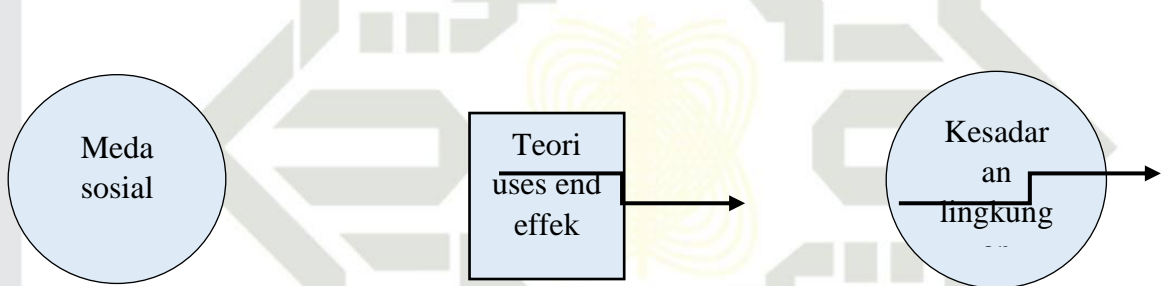 Meda
sosial
Teori
uses end
effek
Kesadar
an
lingkung